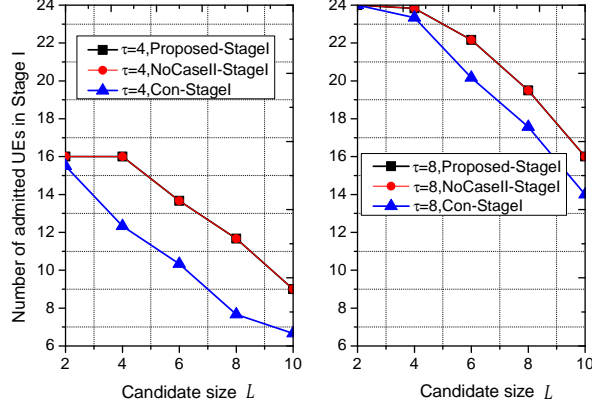 Number of admitted UEs in Stage I
24
22
20
18
16
14
12
10
8
6
τ=4,Proposed-StageI
τ=4,NoCaseII-StageI
τ=4,Con-StageI
2 4 6 8 10
Candidate size L
24
22
20
18
16
14
12
10
8
6
τ=8,Proposed-StageI
τ=8,NoCaseII-StageI
τ=8,Con-StageI
2 4 6 8 10
Candidate size L